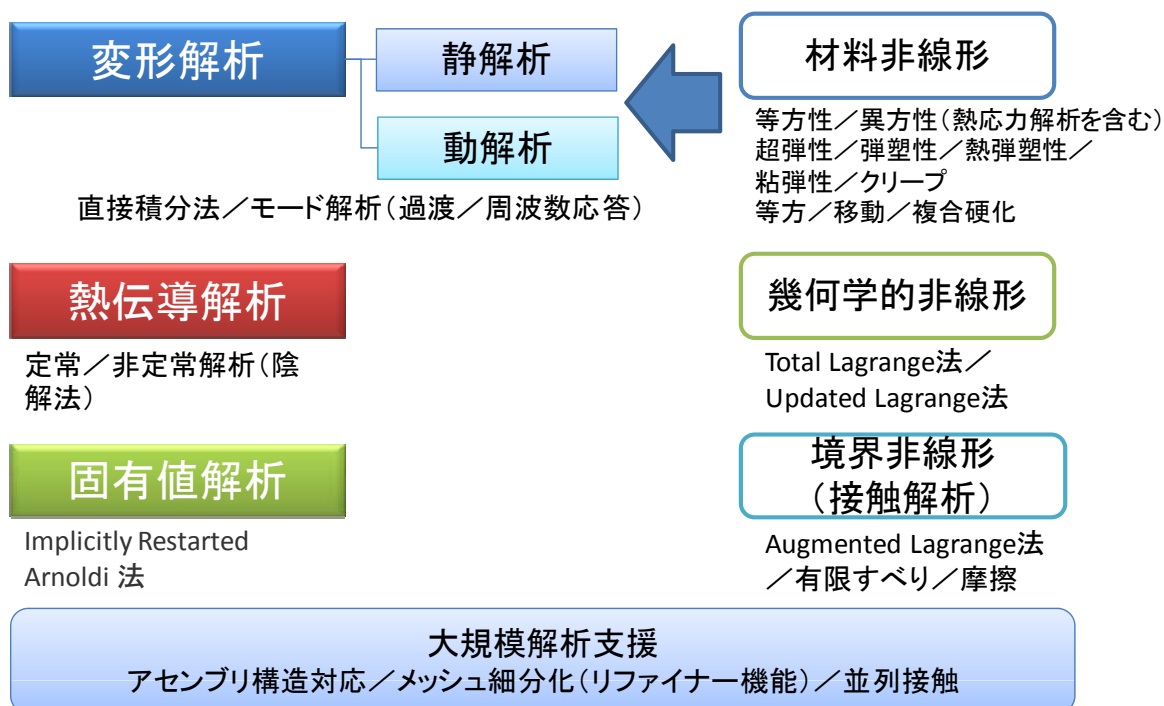 変形解析
静解析
動解析
直接積分法／モード解析（過渡／周波数応答）
材料非線形
等方性／異方性（熱応力解析を含む）
超弾性／弾塑性／熱弾塑性／
粘弾性／クリープ
等方／移動／複合硬化
熱伝導解析
定常／非定常解析（陰
解法）
幾何学的非線形
Total Lagrange法／
Updated Lagrange法
固有値解析
Implicitly Restarted
Arnoldi 法
境界非線形
（接触解析）
Augmented Lagrange法
／有限すべり／摩擦
大規模解析支援
アセンブリ構造対応／メッシュ細分化（リファイナー機能）／並列接触